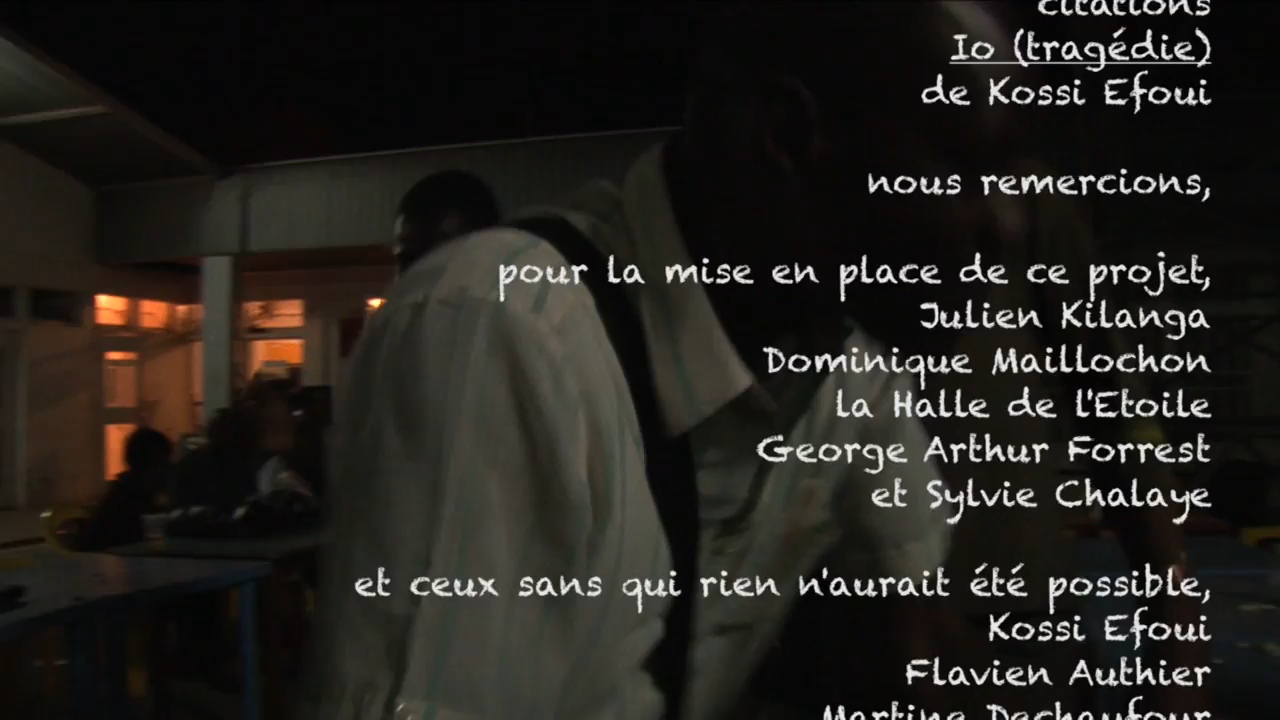 citations
Io (tragédie)
de Kossi Efoui
nous remercions,
pour la mise en place de ce projet,
Julien Kilanga
Dominique Maillochon
la Halle de l'Etoile
George Arthur Forrest
et Sylvie Chalaye
et ceux sans qui rien n'aurait été possible,
Kossi Efoui
Flavien Authier
Martine Dechaufour